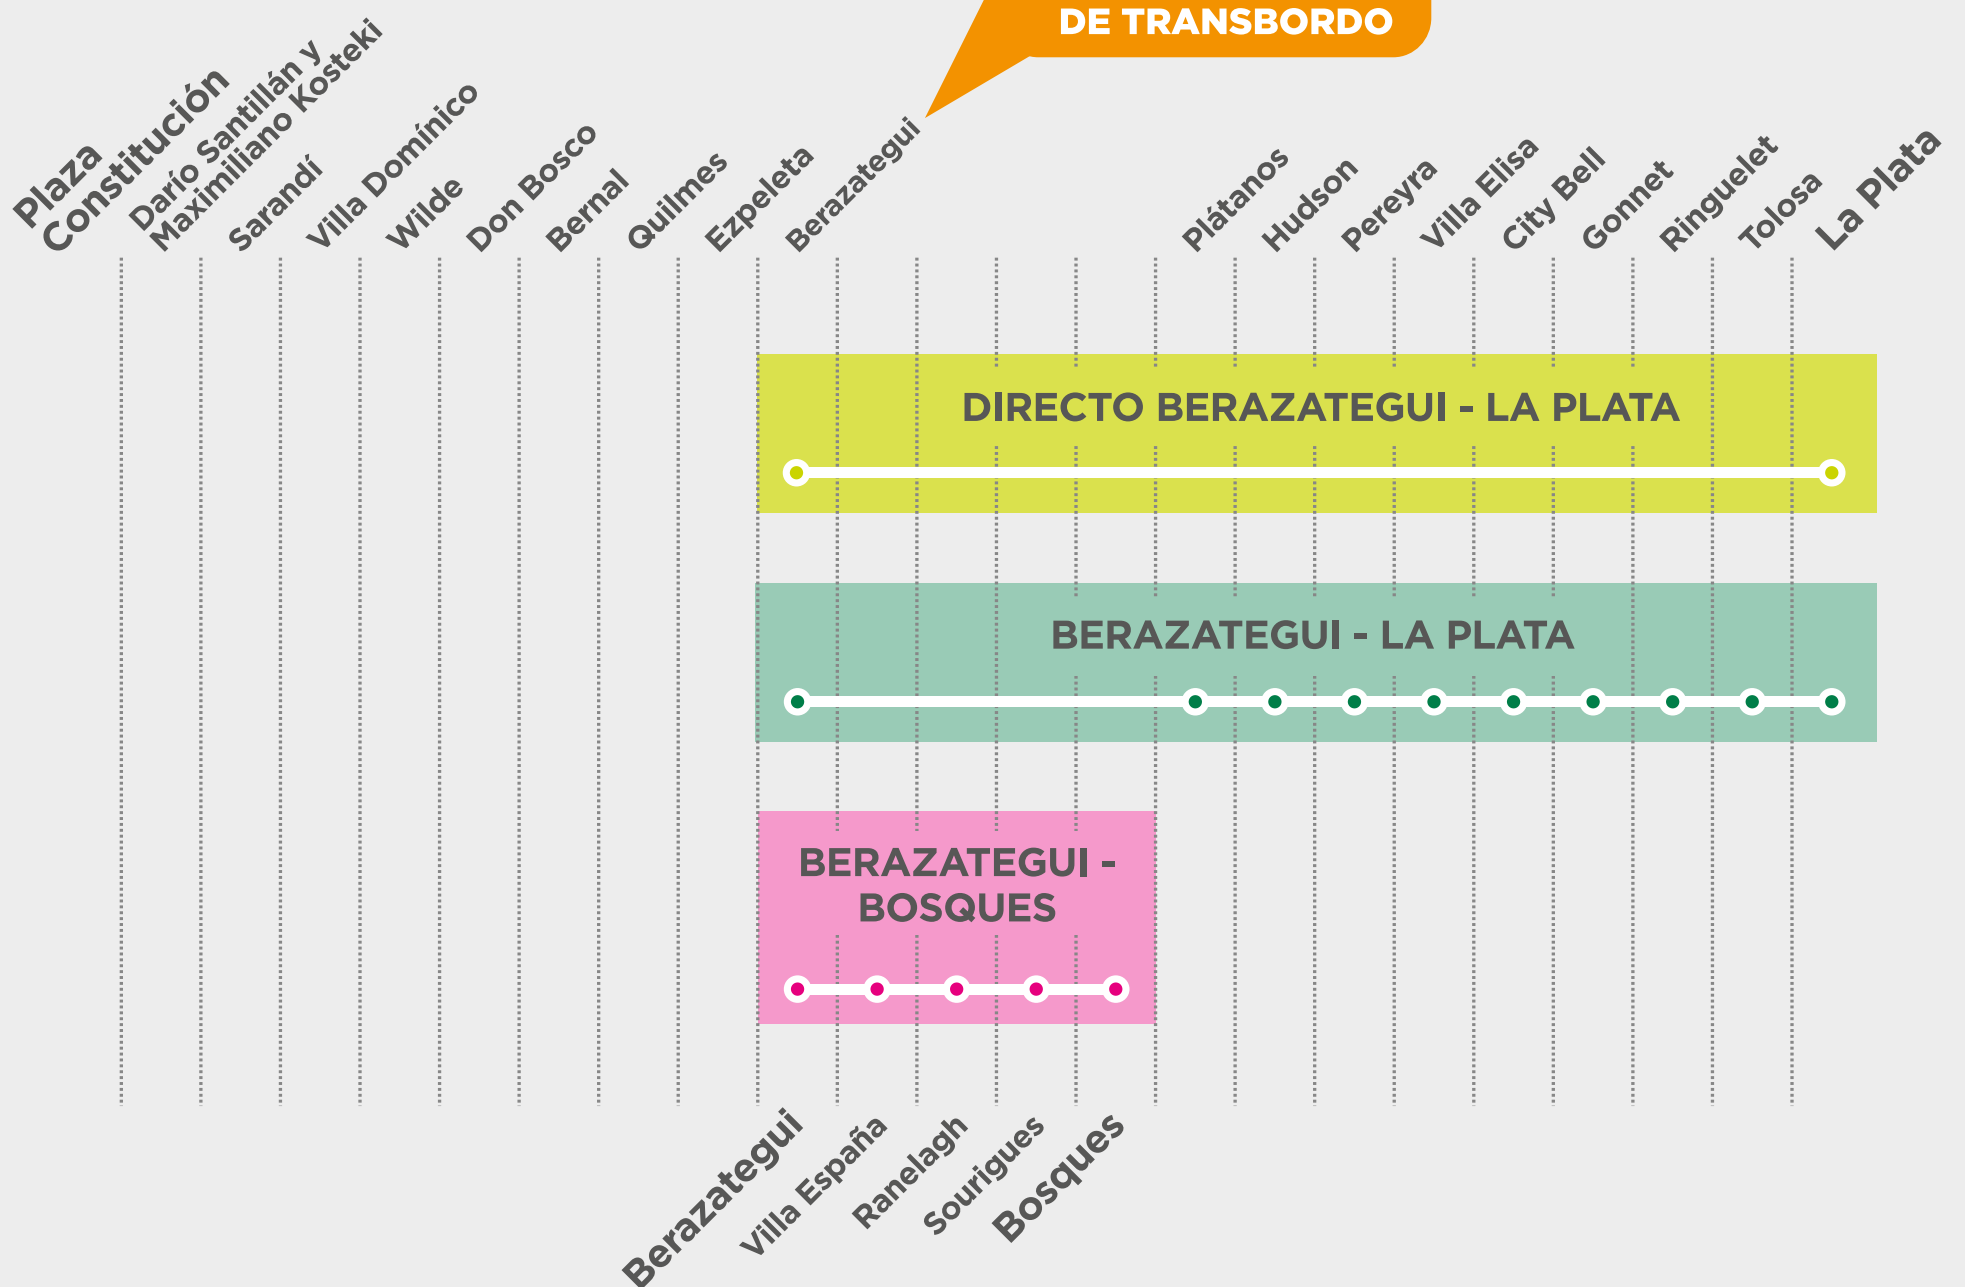 DE TRANSBORDO
Plaza
Constitución
Darío Santillán y
Maximiliano Kosteki
Sarandí
Villa Domínico
Wilde
Don Bosco
Bernal
Quilmes
Ezpeleta
Berazategui
Plátanos
Hudson
Pereyra
Villa Elisa
City Bell
Gonnet
Ringuelet
Tolosa
La Plata
DIRECTO BERAZATEGUI - LA PLATA
BERAZATEGUI - LA PLATA
BERAZATEGUI -
BOSQUES
Berazategui
Villa España
Ranelagh
Sourigues
Bosques